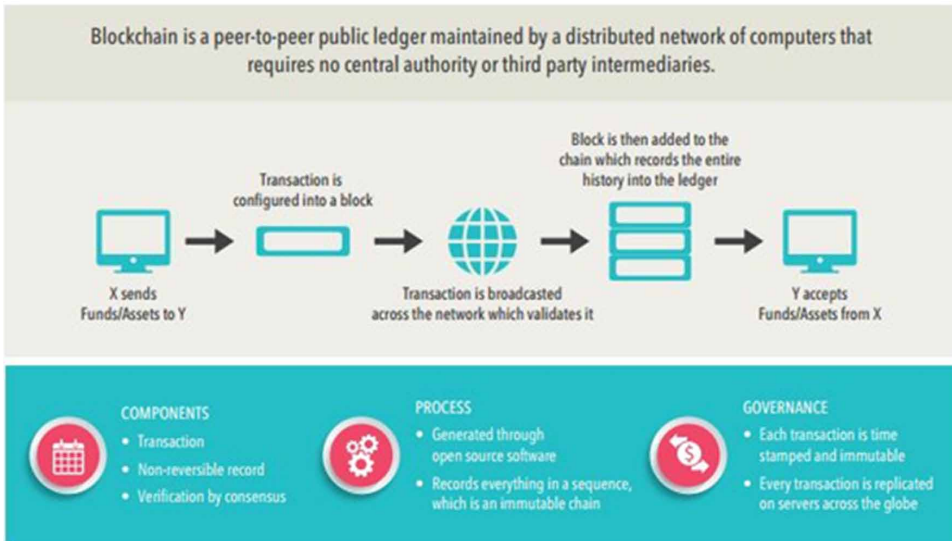 Blockchain is a peer-to-peer public ledger maintained by a distributed network of computers that
requires no central authority or third party intermediaries.
X sends
Funds/Assets to Y
Transaction is
configured into a block
Transaction is broadcasted
across the network which validates it
Block is then added to the
chain which records the entire
history into the ledger
Y accepts
Funds/Assets from X
COMPONENTS
• Transaction
• Non-reversible record
• Verification by consensus
PROCESS
• Generated through
open source software
• Records everything in a sequence,
which is an immutable chain
GOVERNANCE
• Each transaction is time
stamped and immutable
• Every transaction is replicated
on servers across the globe
$